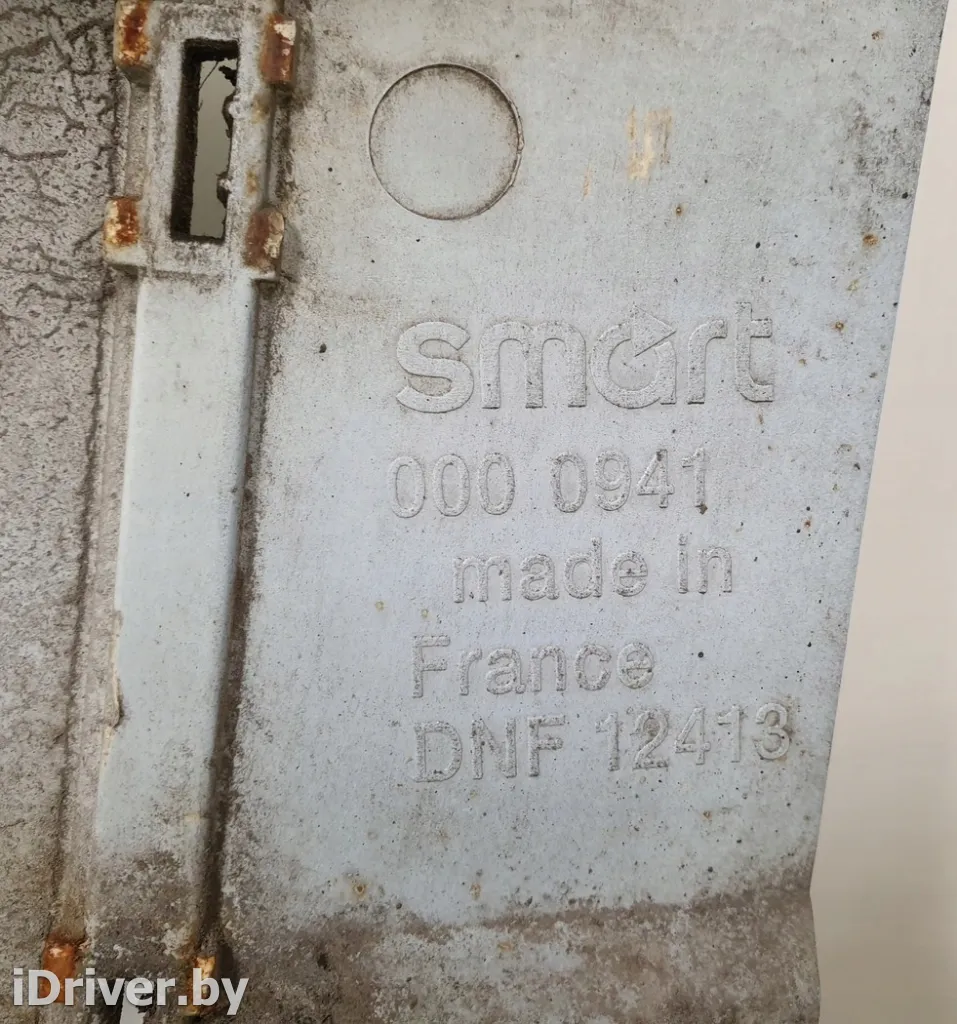 smart
000 0941
made in
France
DNF 12413
iDriver.by